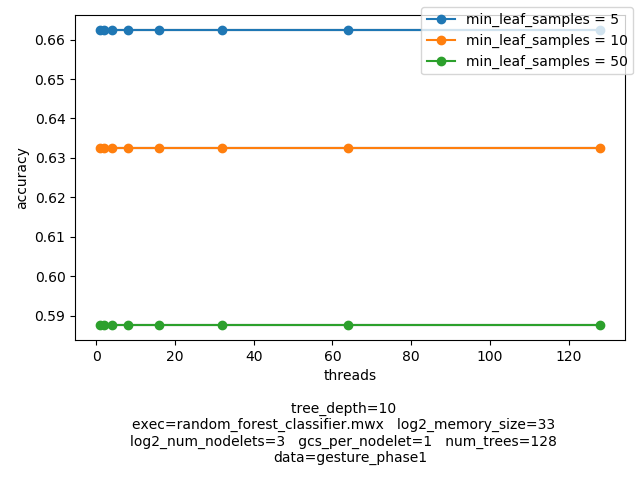 min_leaf_samples = 5
min_leaf_samples = 10
min_leaf_samples = 50
accuracy
0.66
0.65
0.64
0.63
0.62
0.61
0.60
0.59
0 20 40 60 80 100 120
threads
tree_depth=10
exec=random_forest_classifier.mwx log2_memory_size=33
log2_num_nodelets=3 gcs_per_nodelet=1 num_trees=128
data=gesture_phase1